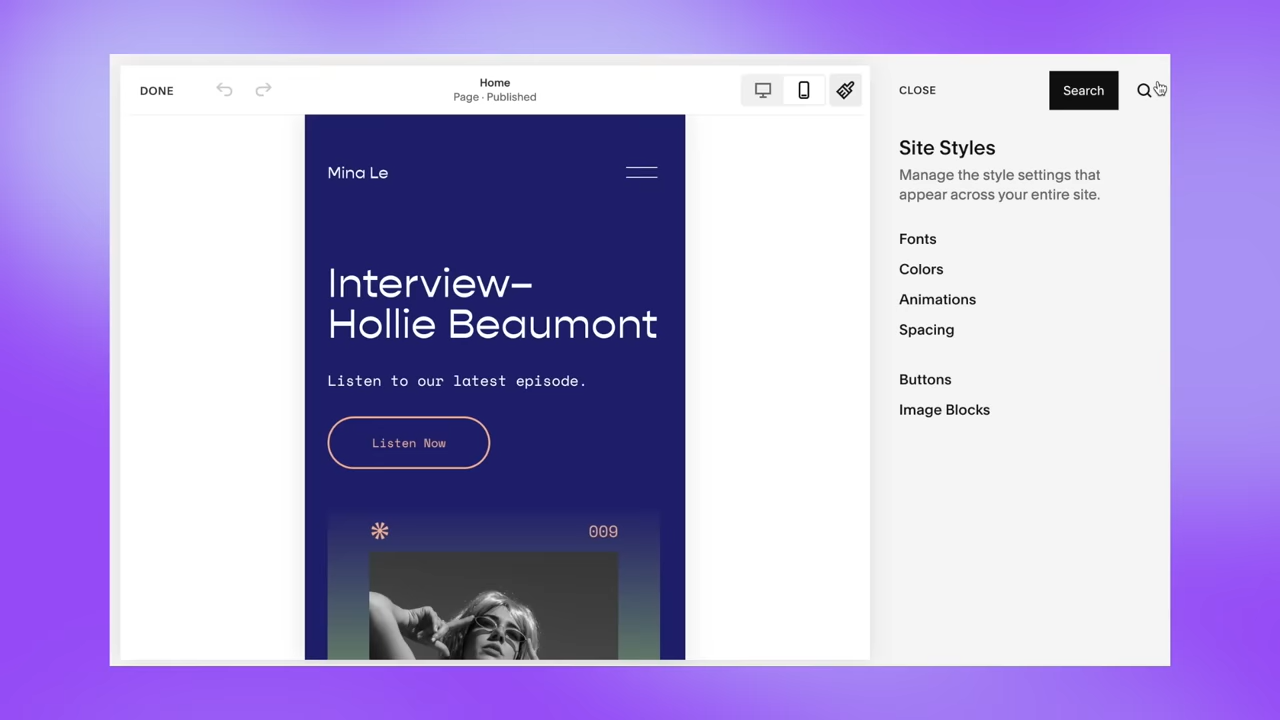 DONE
Home
Page · Published
CLOSE
Search
Mina Le
Interview–
Hollie Beaumont
Listen to our latest episode.
Listen Now
009
Site Styles
Manage the style settings that
appear across your entire site.
Fonts
Colors
Animations
Spacing
Buttons
Image Blocks